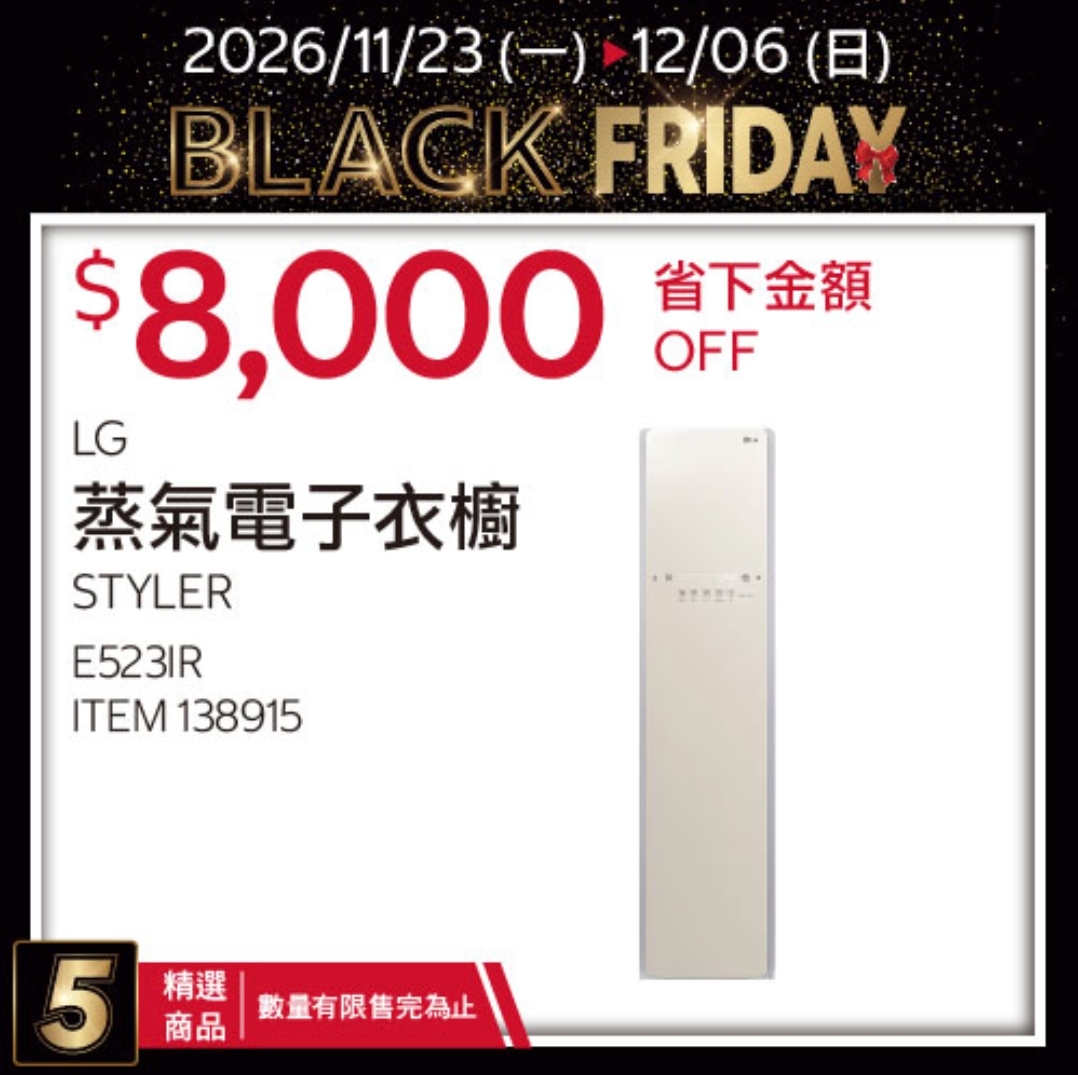 2026/11/23 (一) ▶ 12/06 (日)
BLACK FRIDAY
$8,000 省下金額
OFF
LG
蒸氣電子衣櫥
STYLER
E523IR
ITEM 138915
5 精選商品 數量有限售完為止